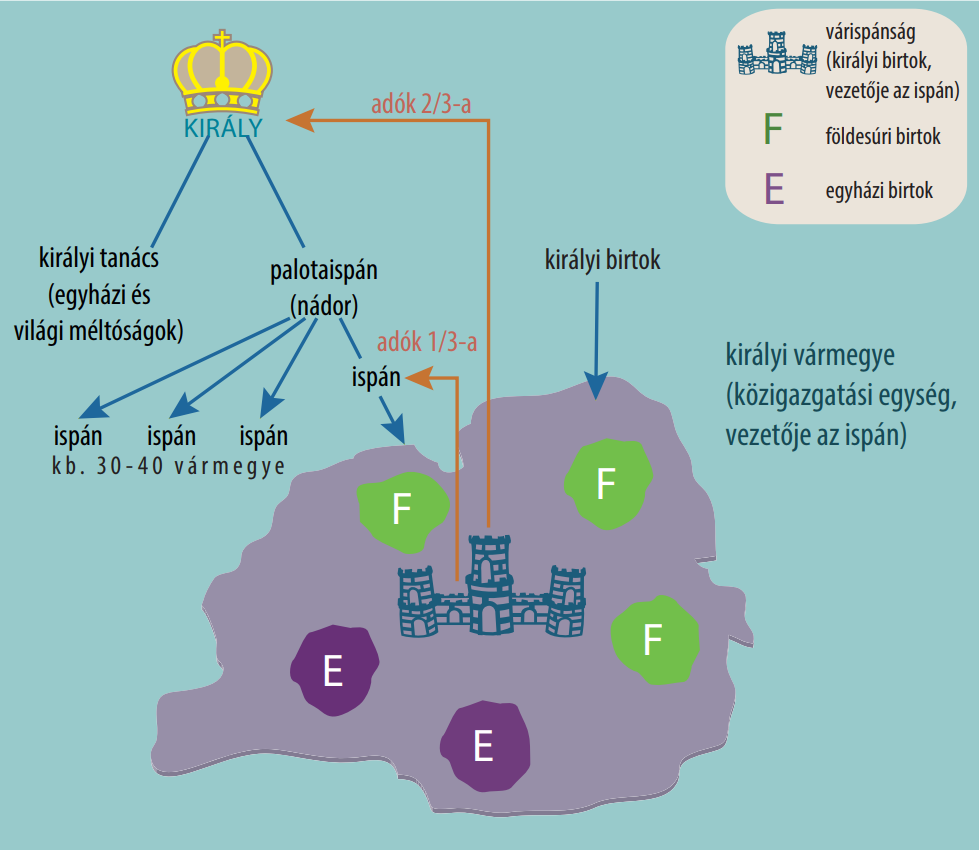 KIRÁLY
adók 2/3-a
királyi tanács
(egyházi és
világi méltóságok)
palotaispán
(nádor)
adók 1/3-a
ispán
ispán
ispán
ispán
kb. 30-40 vármegye
királyi birtok
királyi vármegye
(közigazgatási egység,
vezetője az ispán)
F
F
F
E
E
várispánság
(királyi birtok,
vezetője az ispán)
F földesúri birtok
E egyházi birtok